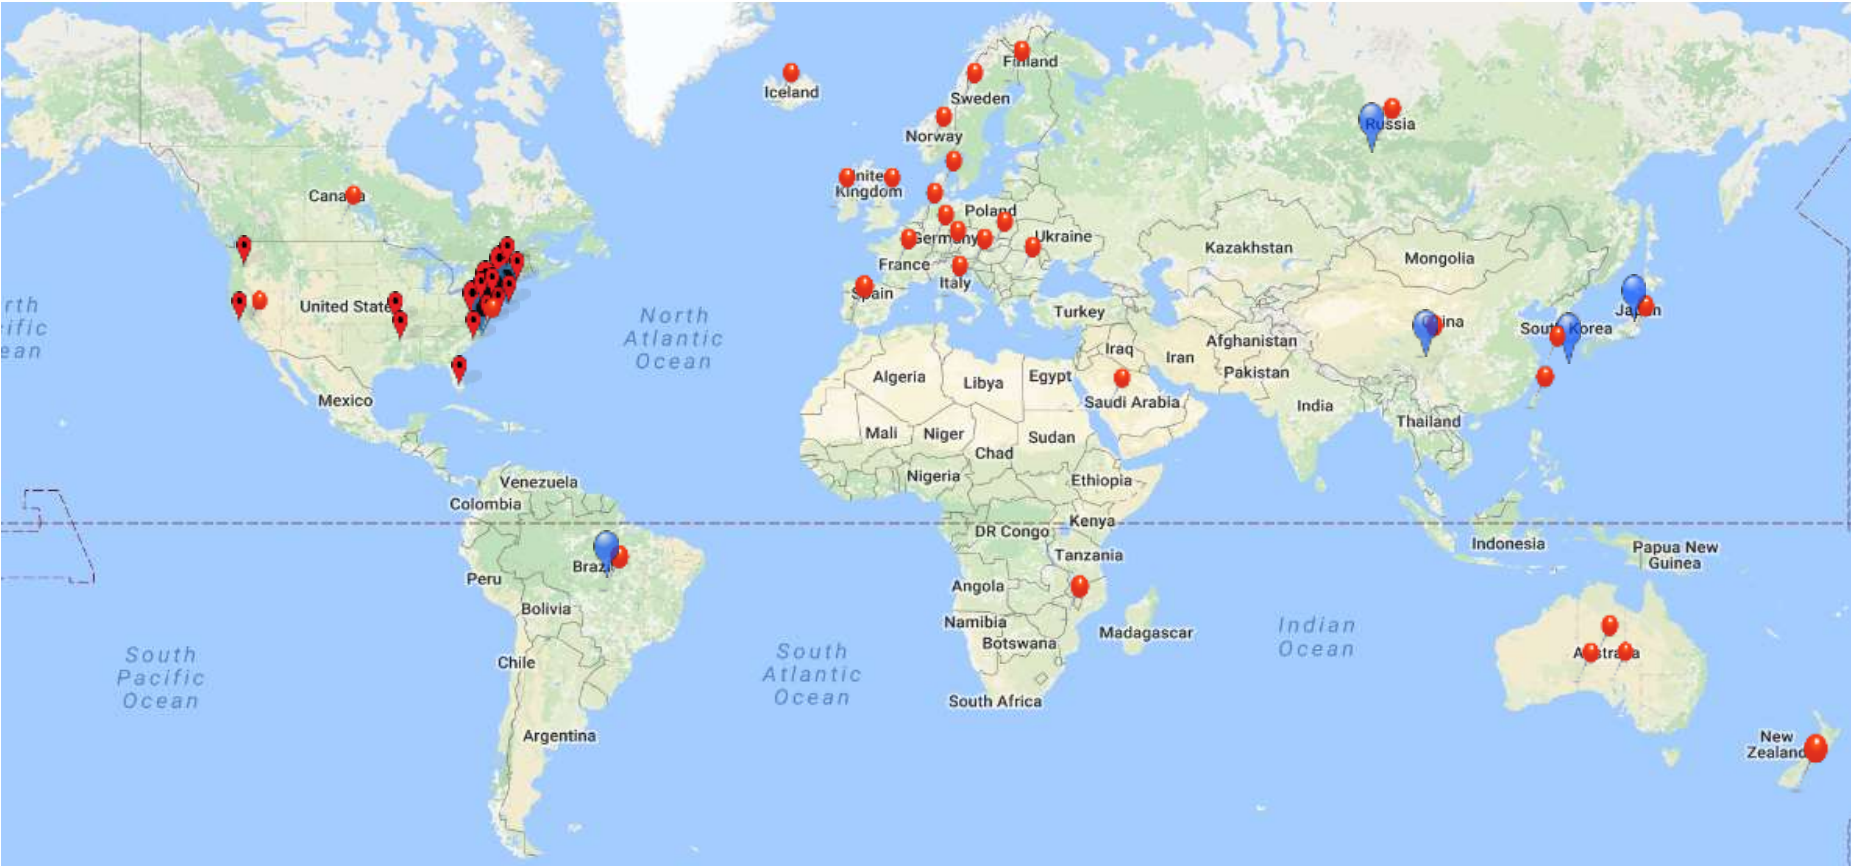 Finland
Iceland
Sweden
Russia
Norway
United
Kingdom
Canada
Poland
Germany
Ukraine
Kazakhstan
Mongolia
France
Italy
Spain
rth
ific
ean
United State
North
Atlantic
Ocean
Turkey
Japan
China
South Korea
Afghanistan
Iraq
Iran
Pakistan
Algeria
Libya
Egypt
Mexico
Saudi Arabia
India
Thailand
Mali
Niger
Sudan
Chad
Nigeria
Ethiopia
Venezuela
Colombia
Kenya
DR Congo
Indonesia
Papua New
Guinea
Tanzania
Brazil
Peru
Angola
Bolivia
Namibia
Botswana
Madagascar
Indian
Ocean
Australia
South
Pacific
Ocean
Chile
South
Atlantic
Ocean
South Africa
Argentina
New
Zealand